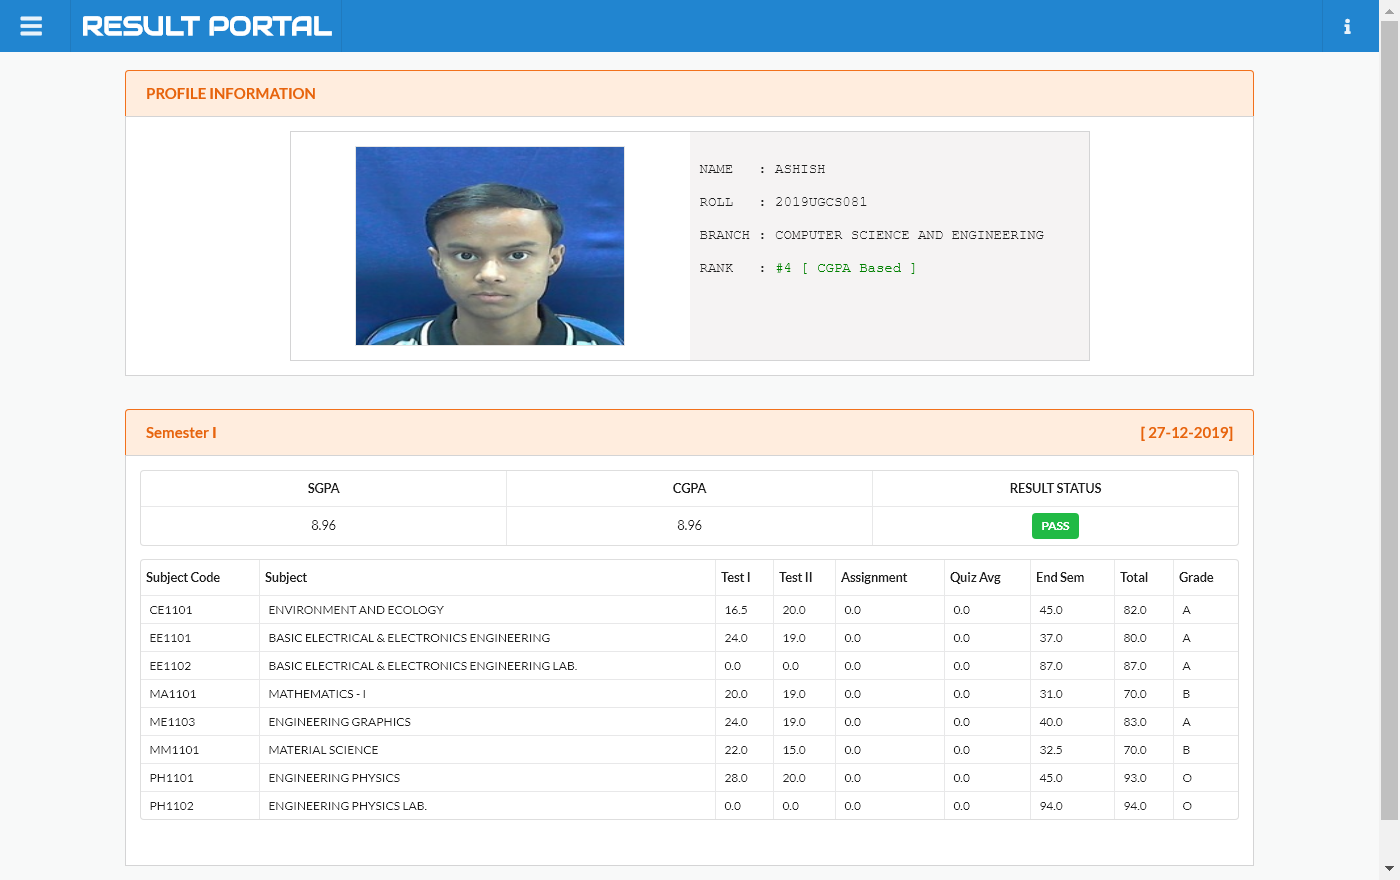 RESULT PORTAL
PROFILE INFORMATION
NAME : ASHISH
ROLL : 2019UGCS081
BRANCH : COMPUTER SCIENCE AND ENGINEERING
RANK : #4 [ CGPA Based ]
Semester I [ 27-12-2019]
SGPA CGPA RESULT STATUS
8.96 8.96 PASS
Subject Code Subject Test I Test II Assignment Quiz Avg End Sem Total Grade
CE1101 ENVIRONMENT AND ECOLOGY 16.5 20.0 0.0 0.0 45.0 82.0 A
EE1101 BASIC ELECTRICAL & ELECTRONICS ENGINEERING 24.0 19.0 0.0 0.0 37.0 80.0 A
EE1102 BASIC ELECTRICAL & ELECTRONICS ENGINEERING LAB. 0.0 0.0 0.0 0.0 87.0 87.0 A
MA1101 MATHEMATICS - I 20.0 19.0 0.0 0.0 31.0 70.0 B
ME1103 ENGINEERING GRAPHICS 24.0 19.0 0.0 0.0 40.0 83.0 A
MM1101 MATERIAL SCIENCE 22.0 15.0 0.0 0.0 32.5 70.0 B
PH1101 ENGINEERING PHYSICS 28.0 20.0 0.0 0.0 45.0 93.0 O
PH1102 ENGINEERING PHYSICS LAB. 0.0 0.0 0.0 0.0 94.0 94.0 O